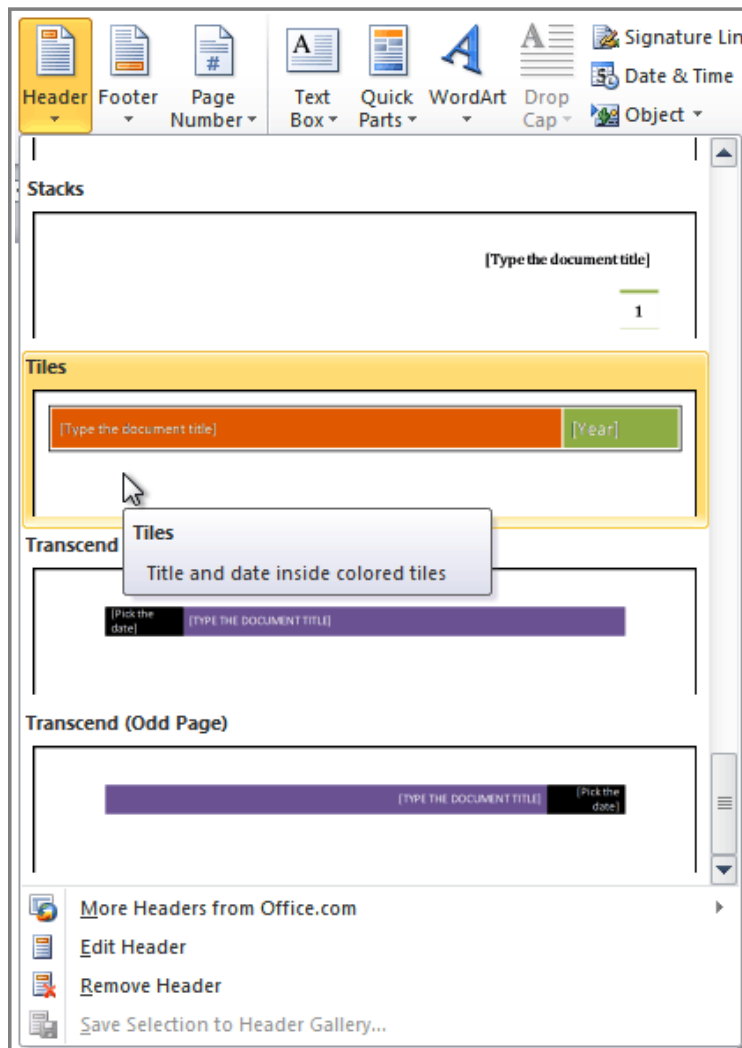 Header Footer Page Number Text Box Quick Parts WordArt Drop Cap Signature Lin
Date & Time
Object
Stacks
[Type the document title]
1
Tiles
[Type the document title] [Year]
Tiles
Title and date inside colored tiles
Transcend
[Pick the date] [TYPE THE DOCUMENT TITLE]
Transcend (Odd Page)
[TYPE THE DOCUMENT TITLE] [Pick the date]
More Headers from Office.com
Edit Header
Remove Header
Save Selection to Header Gallery...